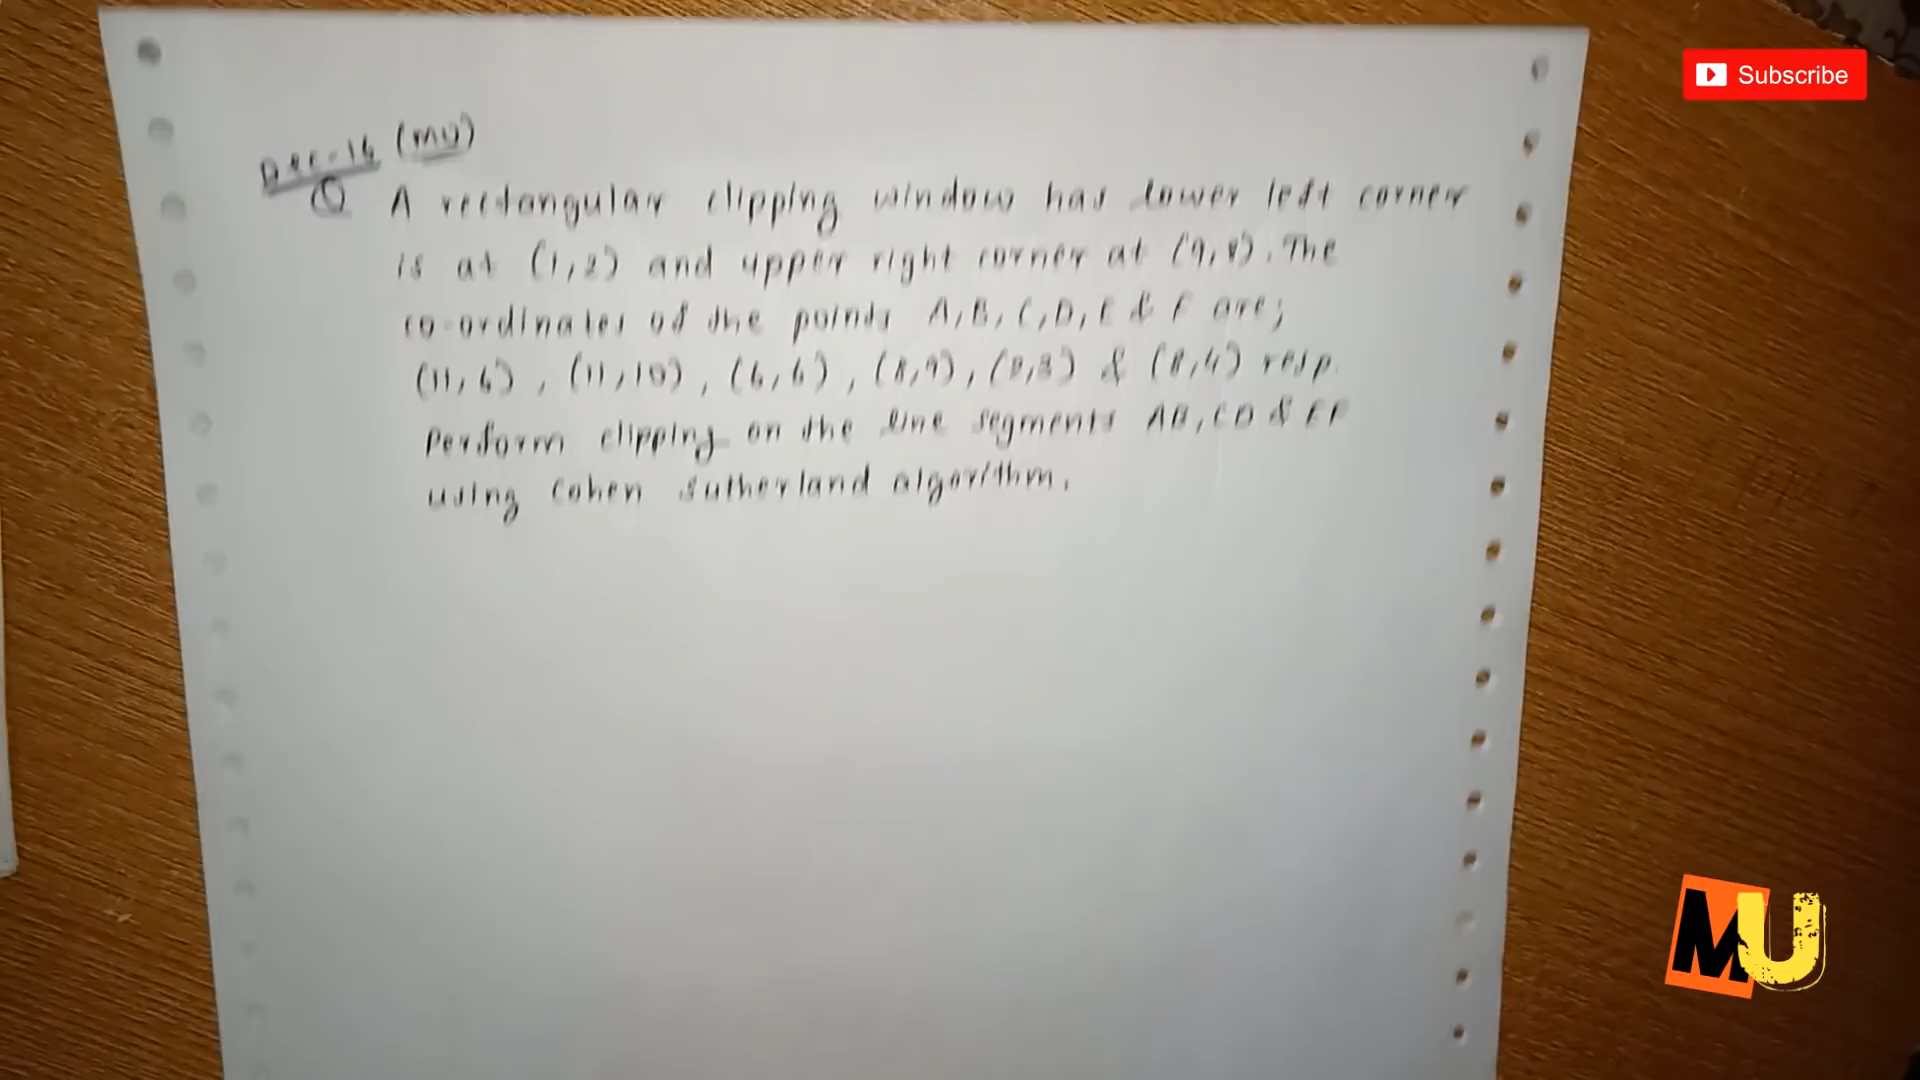 Subscribe
Dec-16 (MU)
Q A rectangular clipping window has lower left corner
is at (1,2) and upper right corner at (9,8). The
co-ordinates of the points A,B,C,D,E & F are;
(11,6), (11,10), (6,6), (8,9), (8,3) & (8,4) resp.
Perform clipping on the line segments AB, CD & EF
using Cohen Sutherland algorithm.
MU